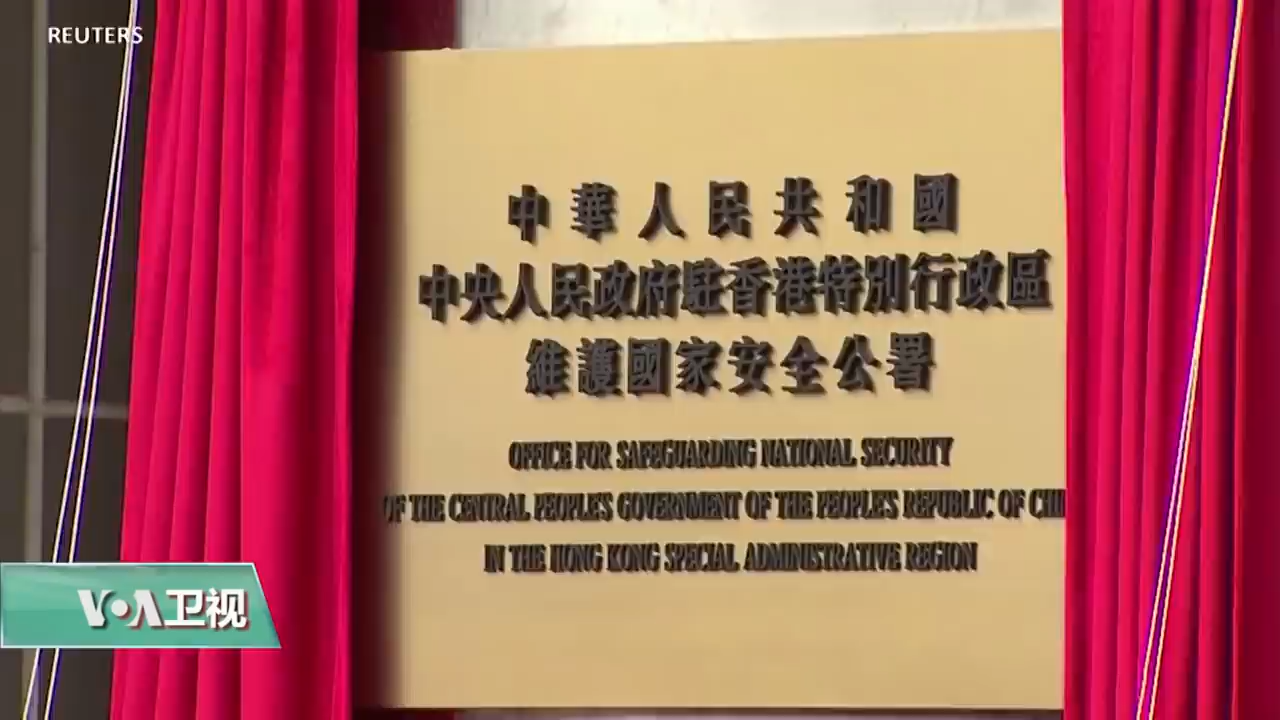 REUTERS
中華人民共和國
中央人民政府駐香港特別行政區
維護國家安全公署
OFFICE FOR SAFEGUARDING NATIONAL SECURITY
OF THE CENTRAL PEOPLE'S GOVERNMENT OF THE PEOPLE'S REPUBLIC OF CHI
IN THE HONG KONG SPECIAL ADMINISTRATIVE REGION
VOA卫视